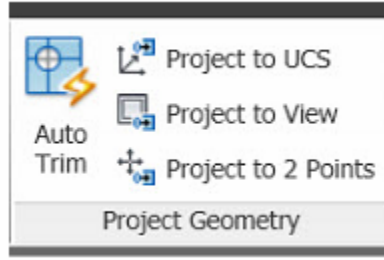 Auto
Trim
Project to UCS
Project to View
Project to 2 Points
Project Geometry